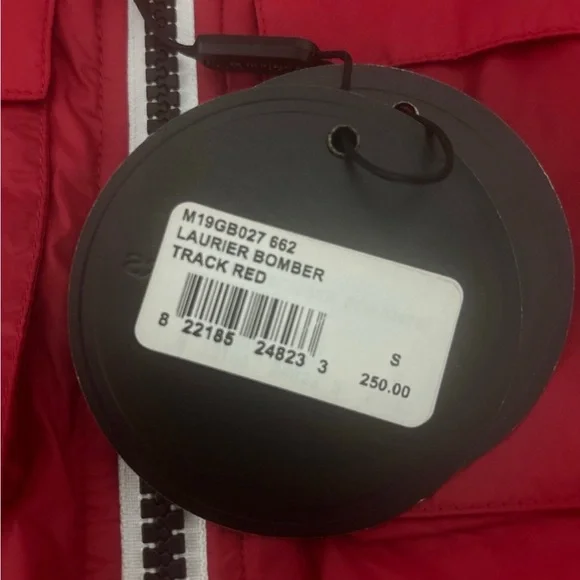 M19GB027 662
LAURIER BOMBER
TRACK RED
8 22185 24823 3
S
250.00